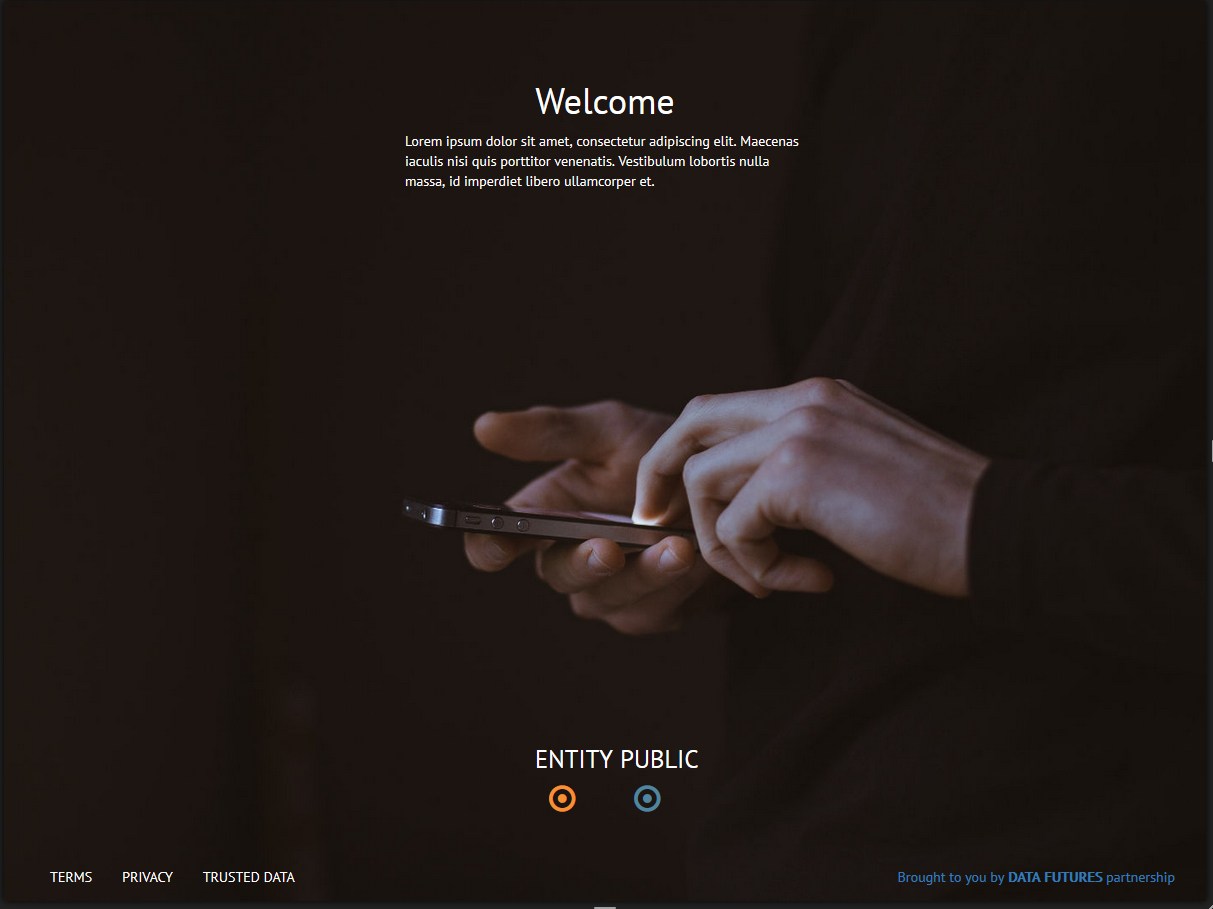 Welcome
Lorem ipsum dolor sit amet, consectetur adipiscing elit. Maecenas
iaculis nisi quis porttitor venenatis. Vestibulum lobortis nulla
massa, id imperdiet libero ullamcorper et.
ENTITY PUBLIC
TERMS PRIVACY TRUSTED DATA Brought to you by DATA FUTURES partnership